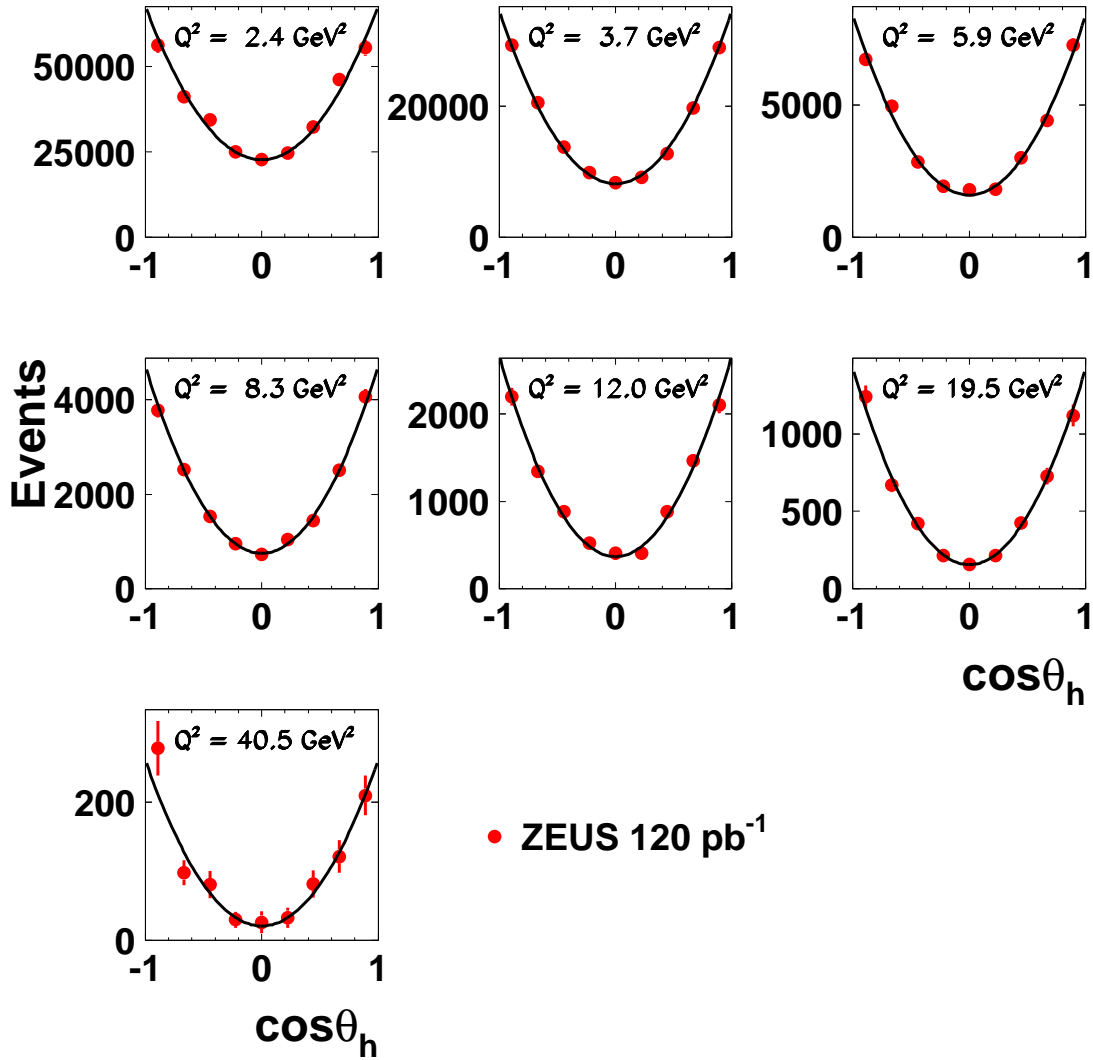 Q² = 2.4 GeV²
50000
25000
0
-1 0 1
Q² = 3.7 GeV²
20000
0
-1 0 1
Q² = 5.9 GeV²
5000
0
-1 0 1
Events
Q² = 8.3 GeV²
4000
2000
0
-1 0 1
Q² = 12.0 GeV²
2000
1000
0
-1 0 1
Q² = 19.5 GeV²
1000
500
0
-1 0 1
cosθh
Q² = 40.5 GeV²
200
0
-1 0 1
cosθh
ZEUS 120 pb⁻¹